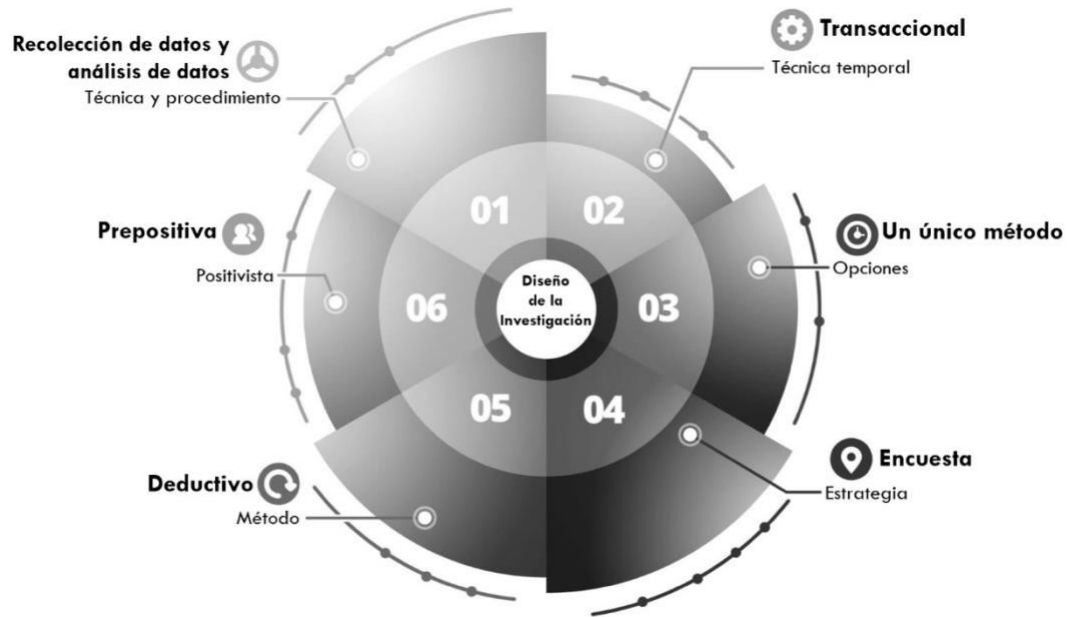 Recolección de datos y
análisis de datos
Técnica y procedimiento
Transaccional
Técnica temporal
01
02
Prepositiva
Positivista
Un único método
Opciones
06
Diseño
de la
Investigación
03
05
04
Deductivo
Método
Encuesta
Estrategia